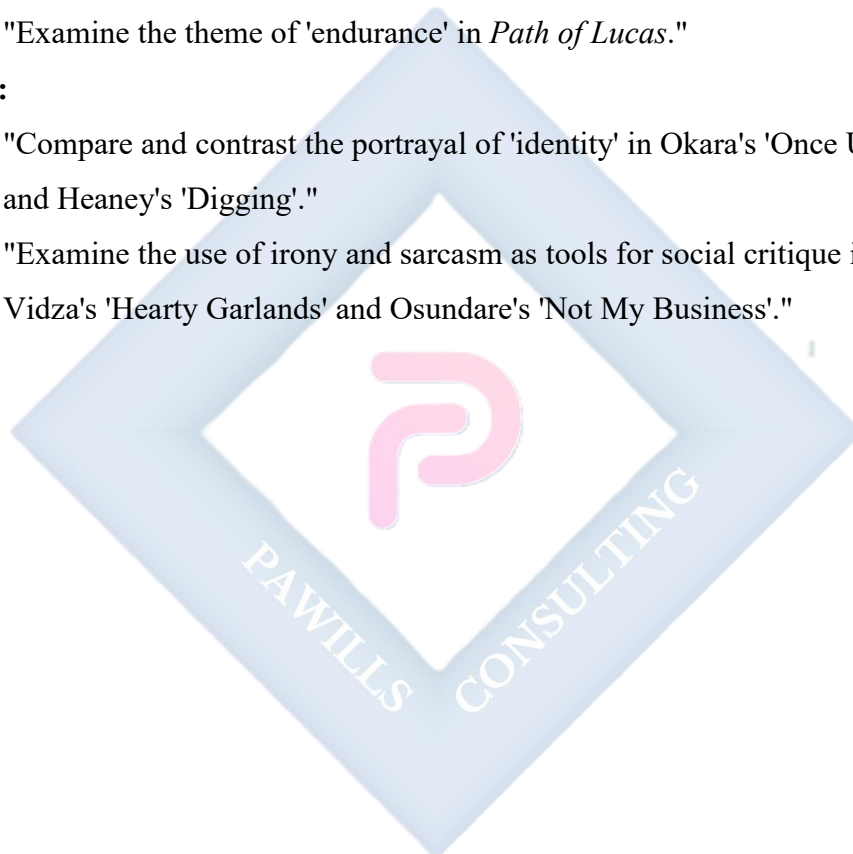 "Examine the theme of 'endurance' in Path of Lucas."
:
"Compare and contrast the portrayal of 'identity' in Okara's 'Once
and Heaney's 'Digging'."
"Examine the use of irony and sarcasm as tools for social critique
Vidza's 'Hearty Garlands' and Osundare's 'Not My Business'."
PAWILLS CONSULTING